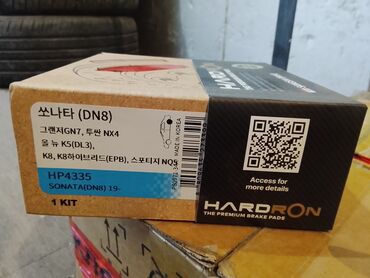 쏘나타 (DN8)
그랜저GN7, 투싼 NX4
올 뉴 K5(DL3),
K8, K8하이브리드(EPB), 스포티지 NQ5
HP4335
SONATA(DN8) 19-
1 KIT
MADE IN KOREA
Access for
more details
HARDRON
THE PREMIUM BRAKE PADS
HARDRON